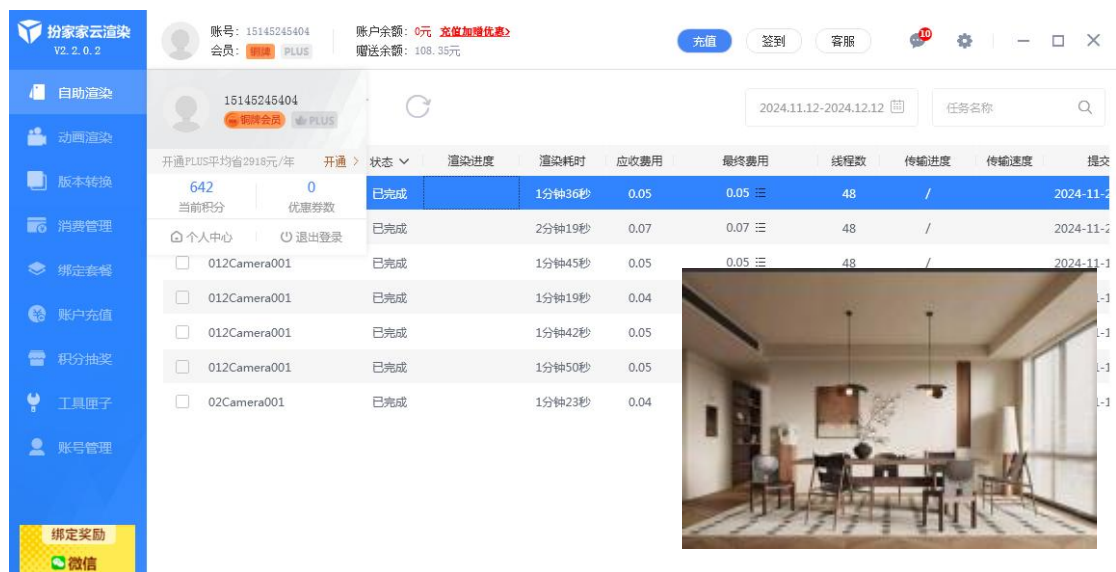 扮家家云渲染
V2.2.0.2
账号：15145245404
会员：铜牌 PLUS
账户余额：0元 充值加赠优惠>
赠送余额：108.35元
充值
签到
客服
10
自助渲染
动画渲染
版本转换
消费管理
绑定套餐
账户充值
积分抽奖
工具匣子
账号管理
绑定奖励
微信
15145245404
铜牌会员 PLUS
开通PLUS平均省2918元/年 开通 >
642 0
当前积分 优惠券数
个人中心 退出登录
2024.11.12-2024.12.12
任务名称
状态 渲染进度 渲染耗时 应收费用 最终费用 线程数 传输进度 传输速度 提交
已完成 1分钟36秒 0.05 0.05 48 / 2024-11-2
已完成 2分钟19秒 0.07 0.07 48 / 2024-11-2
012Camera001 已完成 1分钟45秒 0.05 0.05 48 / 2024-11-1
012Camera001 已完成 1分钟19秒 0.04
012Camera001 已完成 1分钟42秒 0.05
012Camera001 已完成 1分钟50秒 0.05
02Camera001 已完成 1分钟23秒 0.04